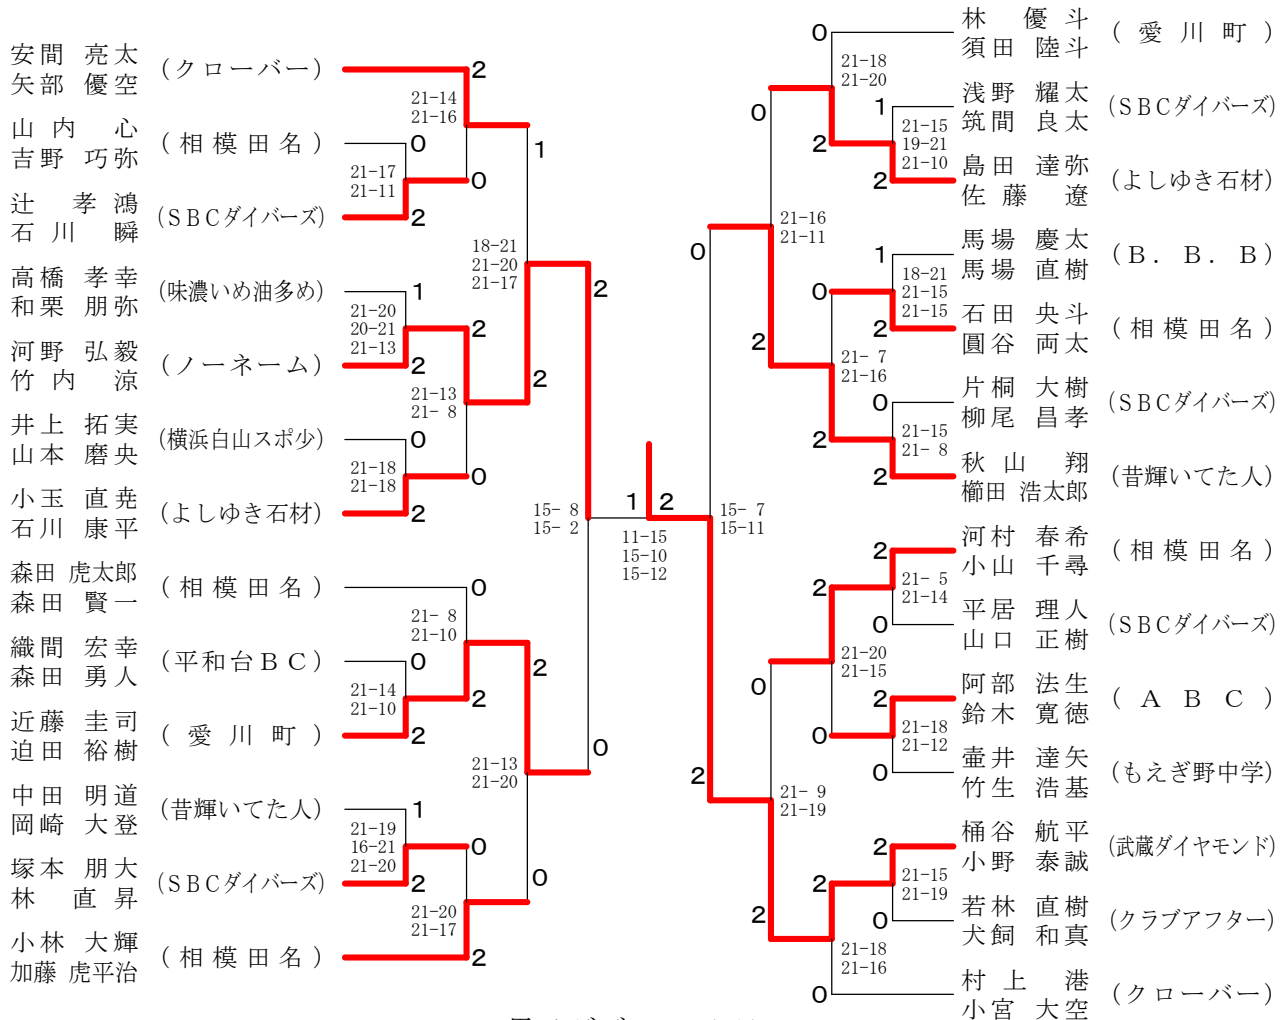 安間 亮太
矢部 優空
(クローバー)
2
21-14
21-16
山内 心
吉野 巧弥
(相模田名)
0
21-17
21-11
0
辻 孝鴻
石川 瞬
(SBCダイバーズ)
2
1
18-21
21-20
21-17
高橋 孝幸
和栗 朋弥
(味濃いめ油多め)
1
21-20
20-21
21-13
2
河野 弘毅
竹内 涼
(ノーネーム)
2
21-13
21- 8
2
井上 拓実
山本 磨央
(横浜白山スポ少)
0
21-18
21-18
0
小玉 直尭
石川 康平
(よしゆき石材)
2
2
15- 8
15- 2
森田 虎太郎
森田 賢一
(相模田名)
0
21- 8
21-10
織間 宏幸
森田 勇人
(平和台BC)
0
21-14
21-10
2
2
近藤 圭司
迫田 裕樹
(愛川町)
2
21-13
21-20
0
中田 明道
岡崎 大登
(昔輝いてた人)
1
21-19
16-21
21-20
0
塚本 朋大
林 直昇
(SBCダイバーズ)
2
21-20
21-17
0
小林 大輝
加藤 虎平治
(相模田名)
2
1 2
11-15
15-10
15-12
0
林 優斗
須田 陸斗
(愛川町)
21-18
21-20
0
1
浅野 耀太
筑間 良太
(SBCダイバーズ)
21-15
19-21
21-10
2
2
島田 達弥
佐藤 遼
(よしゆき石材)
21-16
21-11
0
1
馬場 慶太
馬場 直樹
(B．B．B)
18-21
21-15
21-15
0
2
石田 央斗
圓谷 両太
(相模田名)
2
21- 7
21-16
0
片桐 大樹
柳尾 昌孝
(SBCダイバーズ)
21-15
21- 8
2
2
秋山 翔
櫛田 浩太郎
(昔輝いてた人)
15- 7
15-11
2
河村 春希
小山 千尋
(相模田名)
21- 5
21-14
2
0
平居 理人
山口 正樹
(SBCダイバーズ)
21-20
21-15
0
2
阿部 法生
鈴木 寛徳
(ABC)
21-18
21-12
0
0
壷井 達矢
竹生 浩基
(もえぎ野中学)
2
21- 9
21-19
2
桶谷 航平
小野 泰誠
(武蔵ダイヤモンド)
21-15
21-19
2
0
若林 直樹
犬飼 和真
(クラブアフター)
2
21-18
21-16
0
村上 港
小宮 大空
(クローバー)